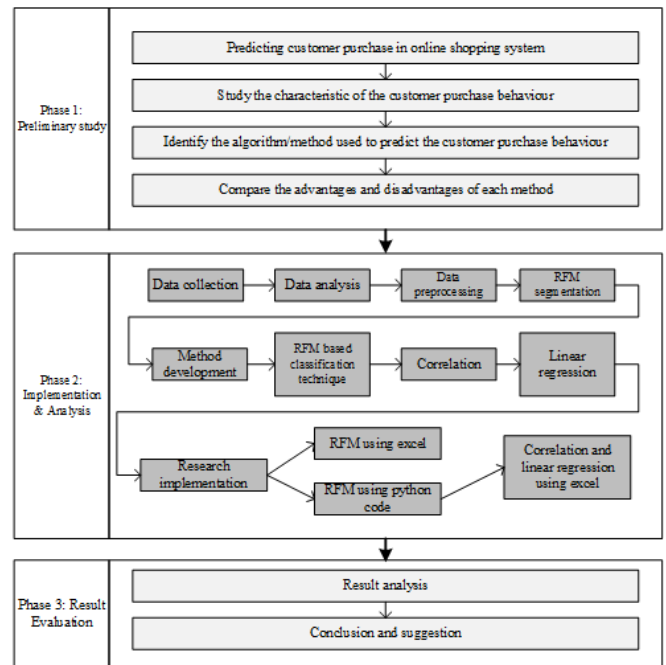 Phase 1:
Preliminary study
Predicting customer purchase in online shopping system
Study the characteristic of the customer purchase behaviour
Identify the algorithm/method used to predict the customer purchase behaviour
Compare the advantages and disadvantages of each method
Phase 2:
Implementation
& Analysis
Data collection
Data analysis
Data
preprocessing
RFM
segmentation
Method
development
RFM based
classification
technique
Correlation
Linear
regression
Research
implementation
RFM using excel
RFM using python
code
Correlation and
linear regression
using excel
Phase 3: Result
Evaluation
Result analysis
Conclusion and suggestion